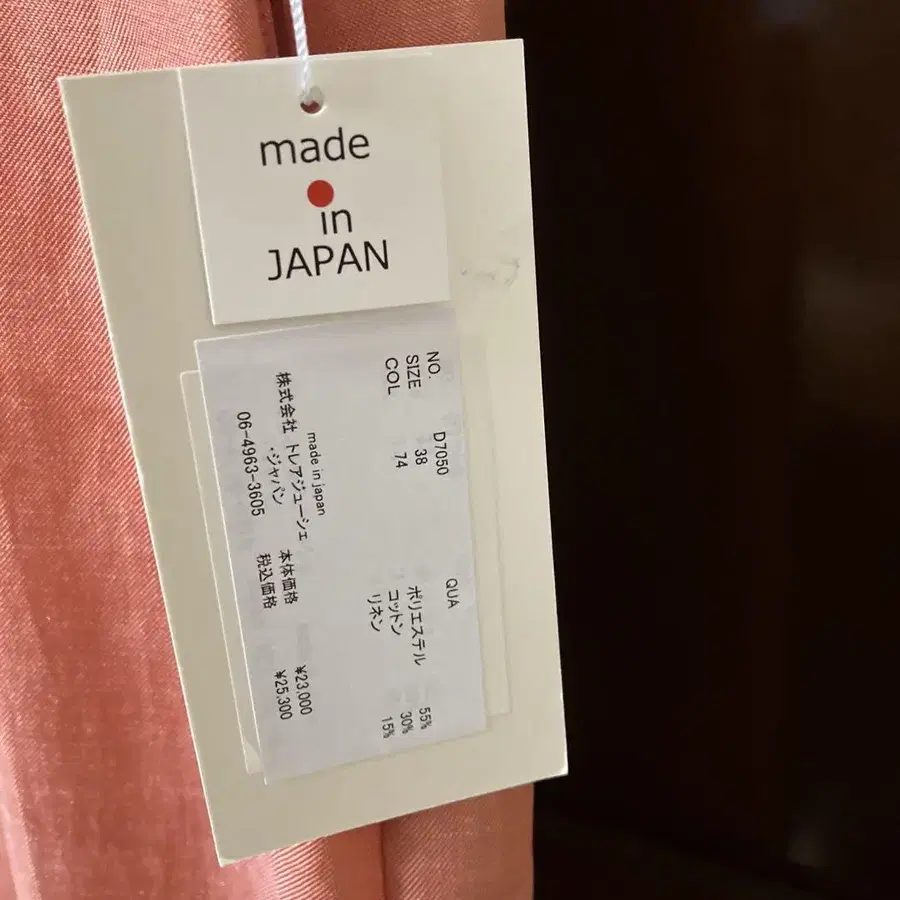 made
in
JAPAN
NO. D7050
SIZE 38
COL 74
QUA
ポリエステル 55%
コットン 30%
リネン 15%
made in japan
株式会社 トレアジューシェ
・ジャパン
06-4963-3605
本体価格 ¥23,000
税込価格 ¥25,300